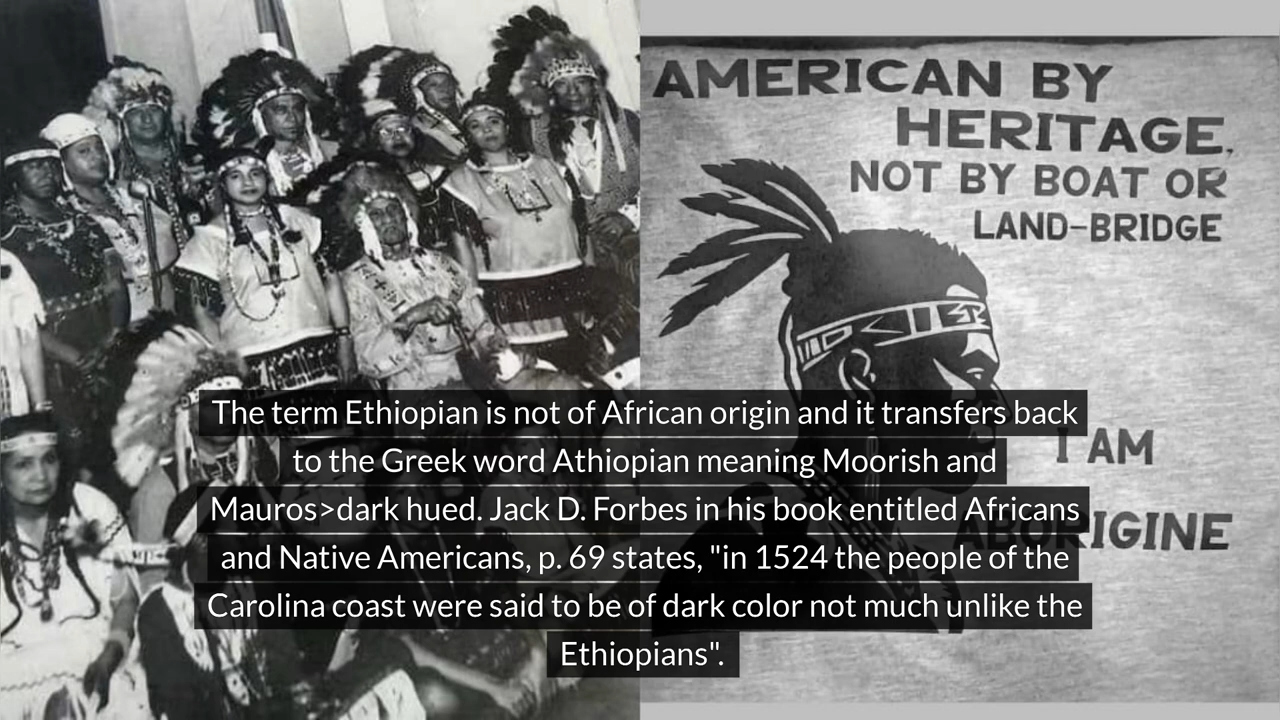 AMERICAN BY
HERITAGE,
NOT BY BOAT OR
LAND-BRIDGE
I AM
ABORIGINE
The term Ethiopian is not of African origin and it transfers back
to the Greek word Athiopian meaning Moorish and
Mauros>dark hued. Jack D. Forbes in his book entitled Africans
and Native Americans, p. 69 states, "in 1524 the people of the
Carolina coast were said to be of dark color not much unlike the
Ethiopians".